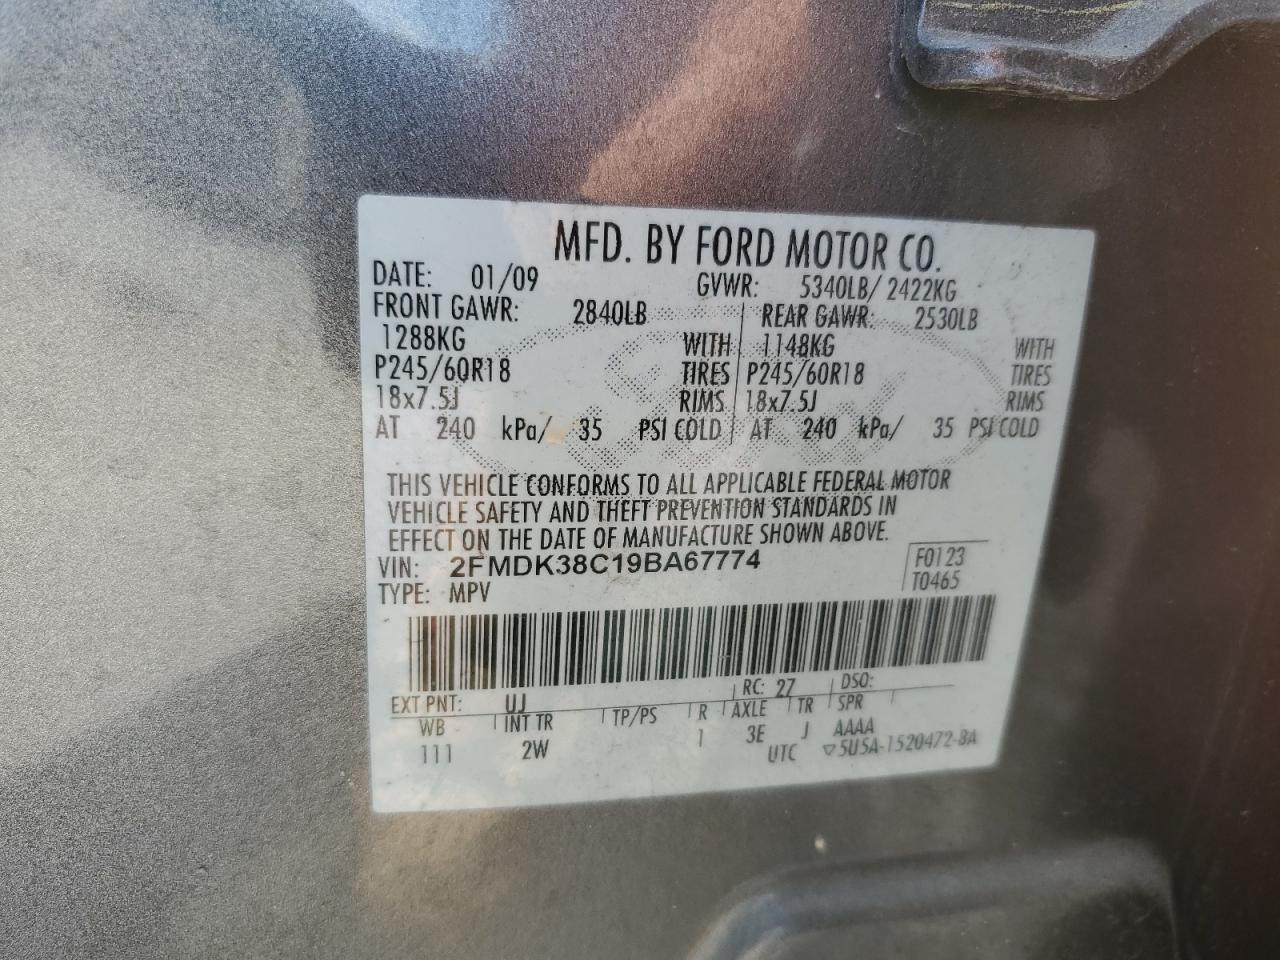 MFD. BY FORD MOTOR CO.
DATE: 01/09 GVWR: 5340LB/ 2422KG
FRONT GAWR: 2840LB REAR GAWR: 2530LB
1288KG WITH 1148KG WITH
P245/60R18 TIRES P245/60R18 TIRES
18x7.5J RIMS 18x7.5J RIMS
AT 240 kPa/ 35 PSI COLD AT 240 kPa/ 35 PSI COLD
THIS VEHICLE CONFORMS TO ALL APPLICABLE FEDERAL MOTOR
VEHICLE SAFETY AND THEFT PREVENTION STANDARDS IN
EFFECT ON THE DATE OF MANUFACTURE SHOWN ABOVE.
VIN: 2FMDK38C19BA67774 F0123
TYPE: MPV T0465
EXT PNT: UJ RC: 27 DSO:
WB INT TR TP/PS R AXLE TR SPR
111 2W 1 3E J AAAA
UTC ▽5U5A-1520472-BA